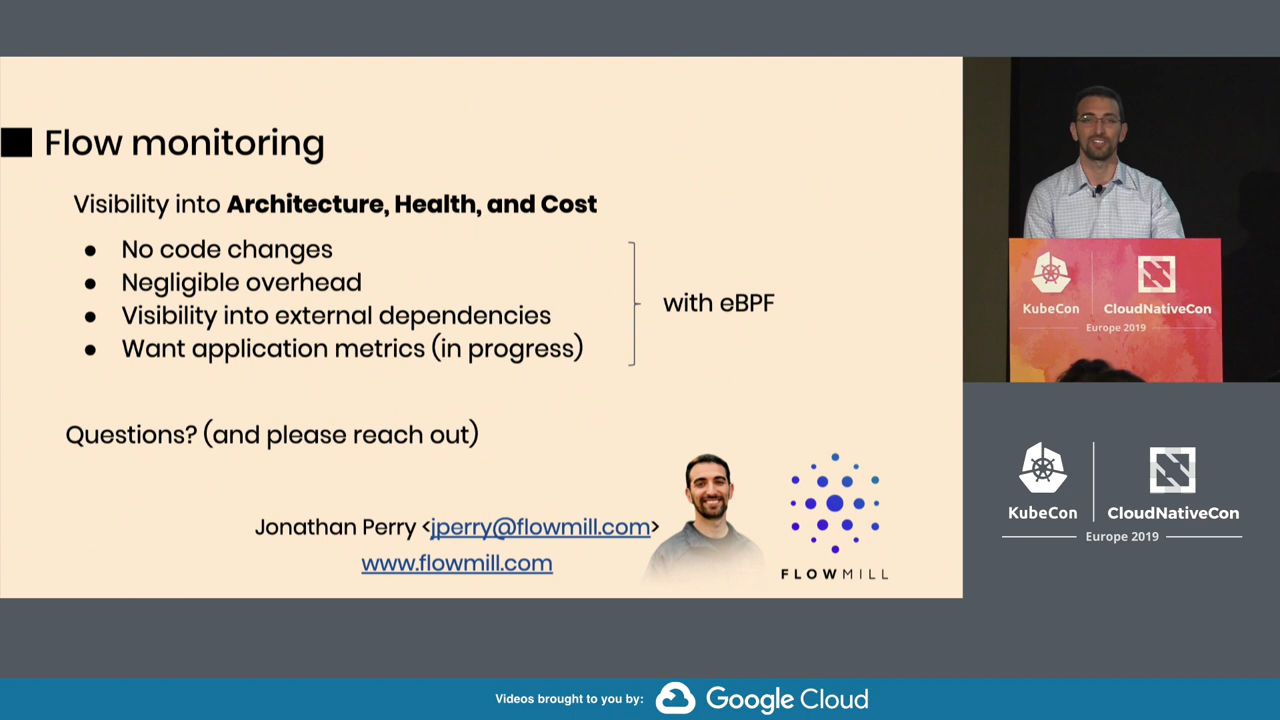 Flow monitoring
Visibility into Architecture, Health, and Cost
● No code changes
● Negligible overhead
● Visibility into external dependencies
● Want application metrics (in progress)
with eBPF
Questions? (and please reach out)
Jonathan Perry <jperry@flowmill.com>
www.flowmill.com
FLOWMILL
KubeCon
CloudNativeCon
Europe 2019
KubeCon
CloudNativeCon
Europe 2019
Videos brought to you by:
Google Cloud